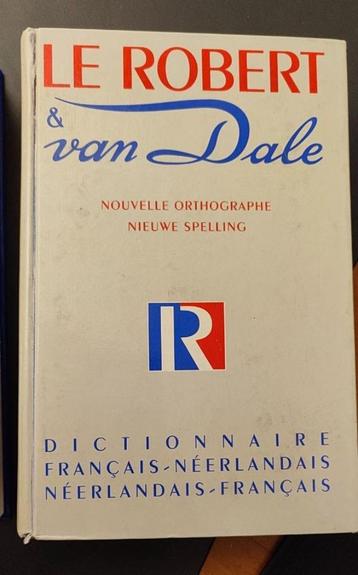 LE ROBERT
& van Dale
NOUVELLE ORTHOGRAPHE
NIEUWE SPELLING
R
DICTIONNAIRE
FRANÇAIS-NÉERLANDAIS
NÉERLANDAIS-FRANÇAIS